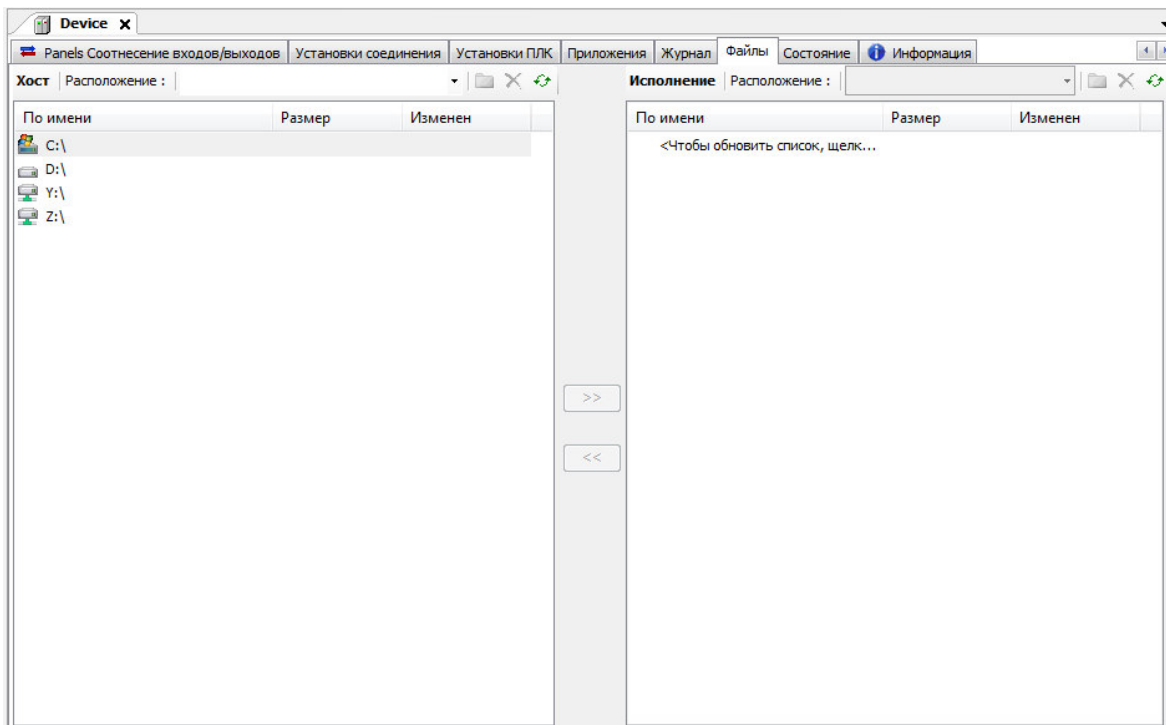 Device
Panels Соотнесение входов/выходов Установки соединения Установки ПЛК Приложения Журнал Файлы Состояние Информация
Хост Расположение : Исполнение Расположение :
По имени Размер Изменен По имени Размер Изменен
C:\ <Чтобы обновить список, щелк...
D:\
Y:\
Z:\
>>
<<